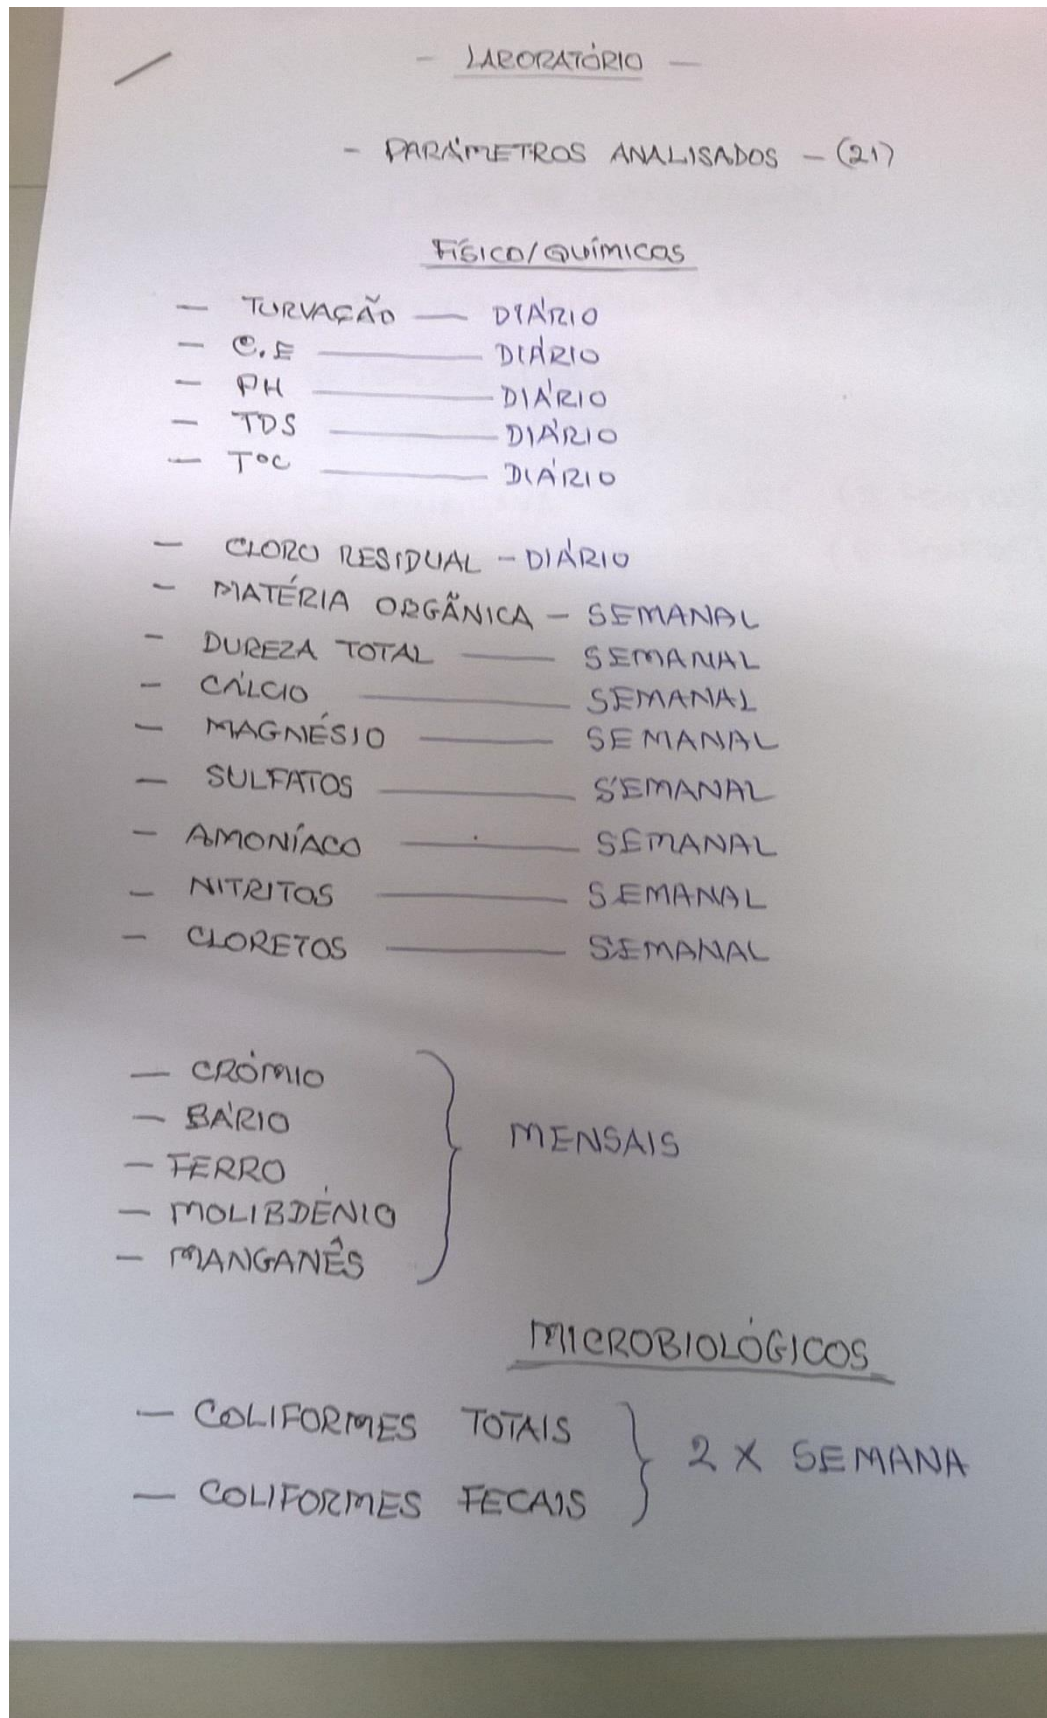 - LABORATÓRIO -
- PARÂMETROS ANALISADOS - (21)
FÍSICO/QUÍMICOS
- TURVAÇÃO - DIÁRIO
- C.E - DIÁRIO
- PH - DIÁRIO
- TDS - DIÁRIO
- TºC - DIÁRIO
- CLORO RESIDUAL - DIÁRIO
- MATÉRIA ORGÃNICA - SEMANAL
- DUREZA TOTAL - SEMANAL
- CÁLCIO - SEMANAL
- MAGNÉSIO - SEMANAL
- SULFATOS - SEMANAL
- AMONÍACO - SEMANAL
- NITRITOS - SEMANAL
- CLORETOS - SEMANAL
- CRÓMIO
- BÁRIO
- FERRO
MENSAIS
- MOLIBDÉNIO
- MANGANÊS
MICROBIOLÓGICOS
- COLIFORMES TOTAIS
2 X SEMANA
- COLIFORMES FECAIS